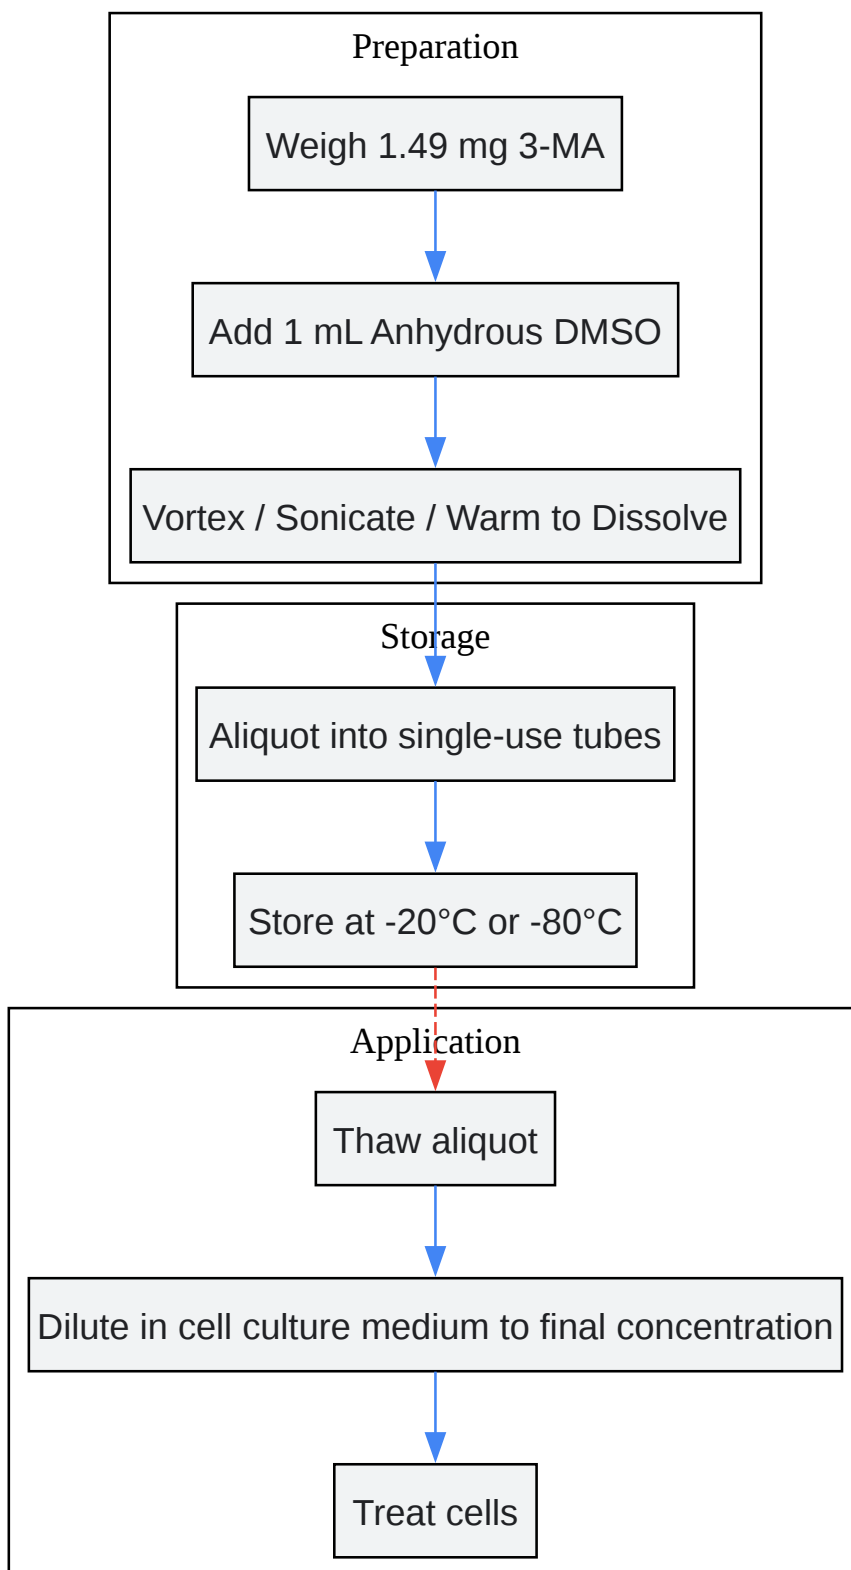 Preparation
Weigh 1.49 mg 3-MA
Add 1 mL Anhydrous DMSO
Vortex / Sonicate / Warm to Dissolve
Storage
Aliquot into single-use tubes
Store at -20°C or -80°C
Application
Thaw aliquot
Dilute in cell culture medium to final concentration
Treat cells